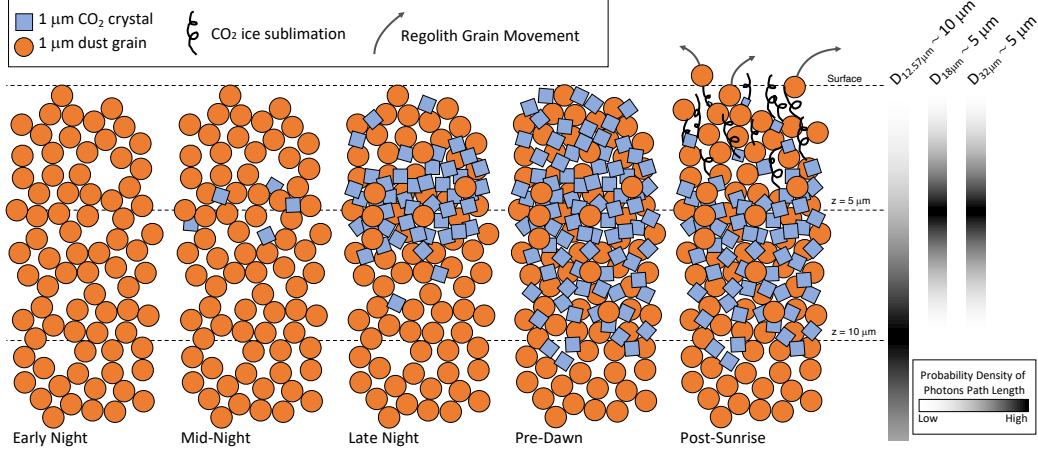 1 μm CO₂ crystal
1 μm dust grain
CO₂ ice sublimation
Regolith Grain Movement
D12.57μm ~ 10 μm
D18μm ~ 5 μm
D32μm ~ 5 μm
Surface
z = 5 μm
z = 10 μm
Probability Density of
Photons Path Length
Low High
Early Night
Mid-Night
Late Night
Pre-Dawn
Post-Sunrise